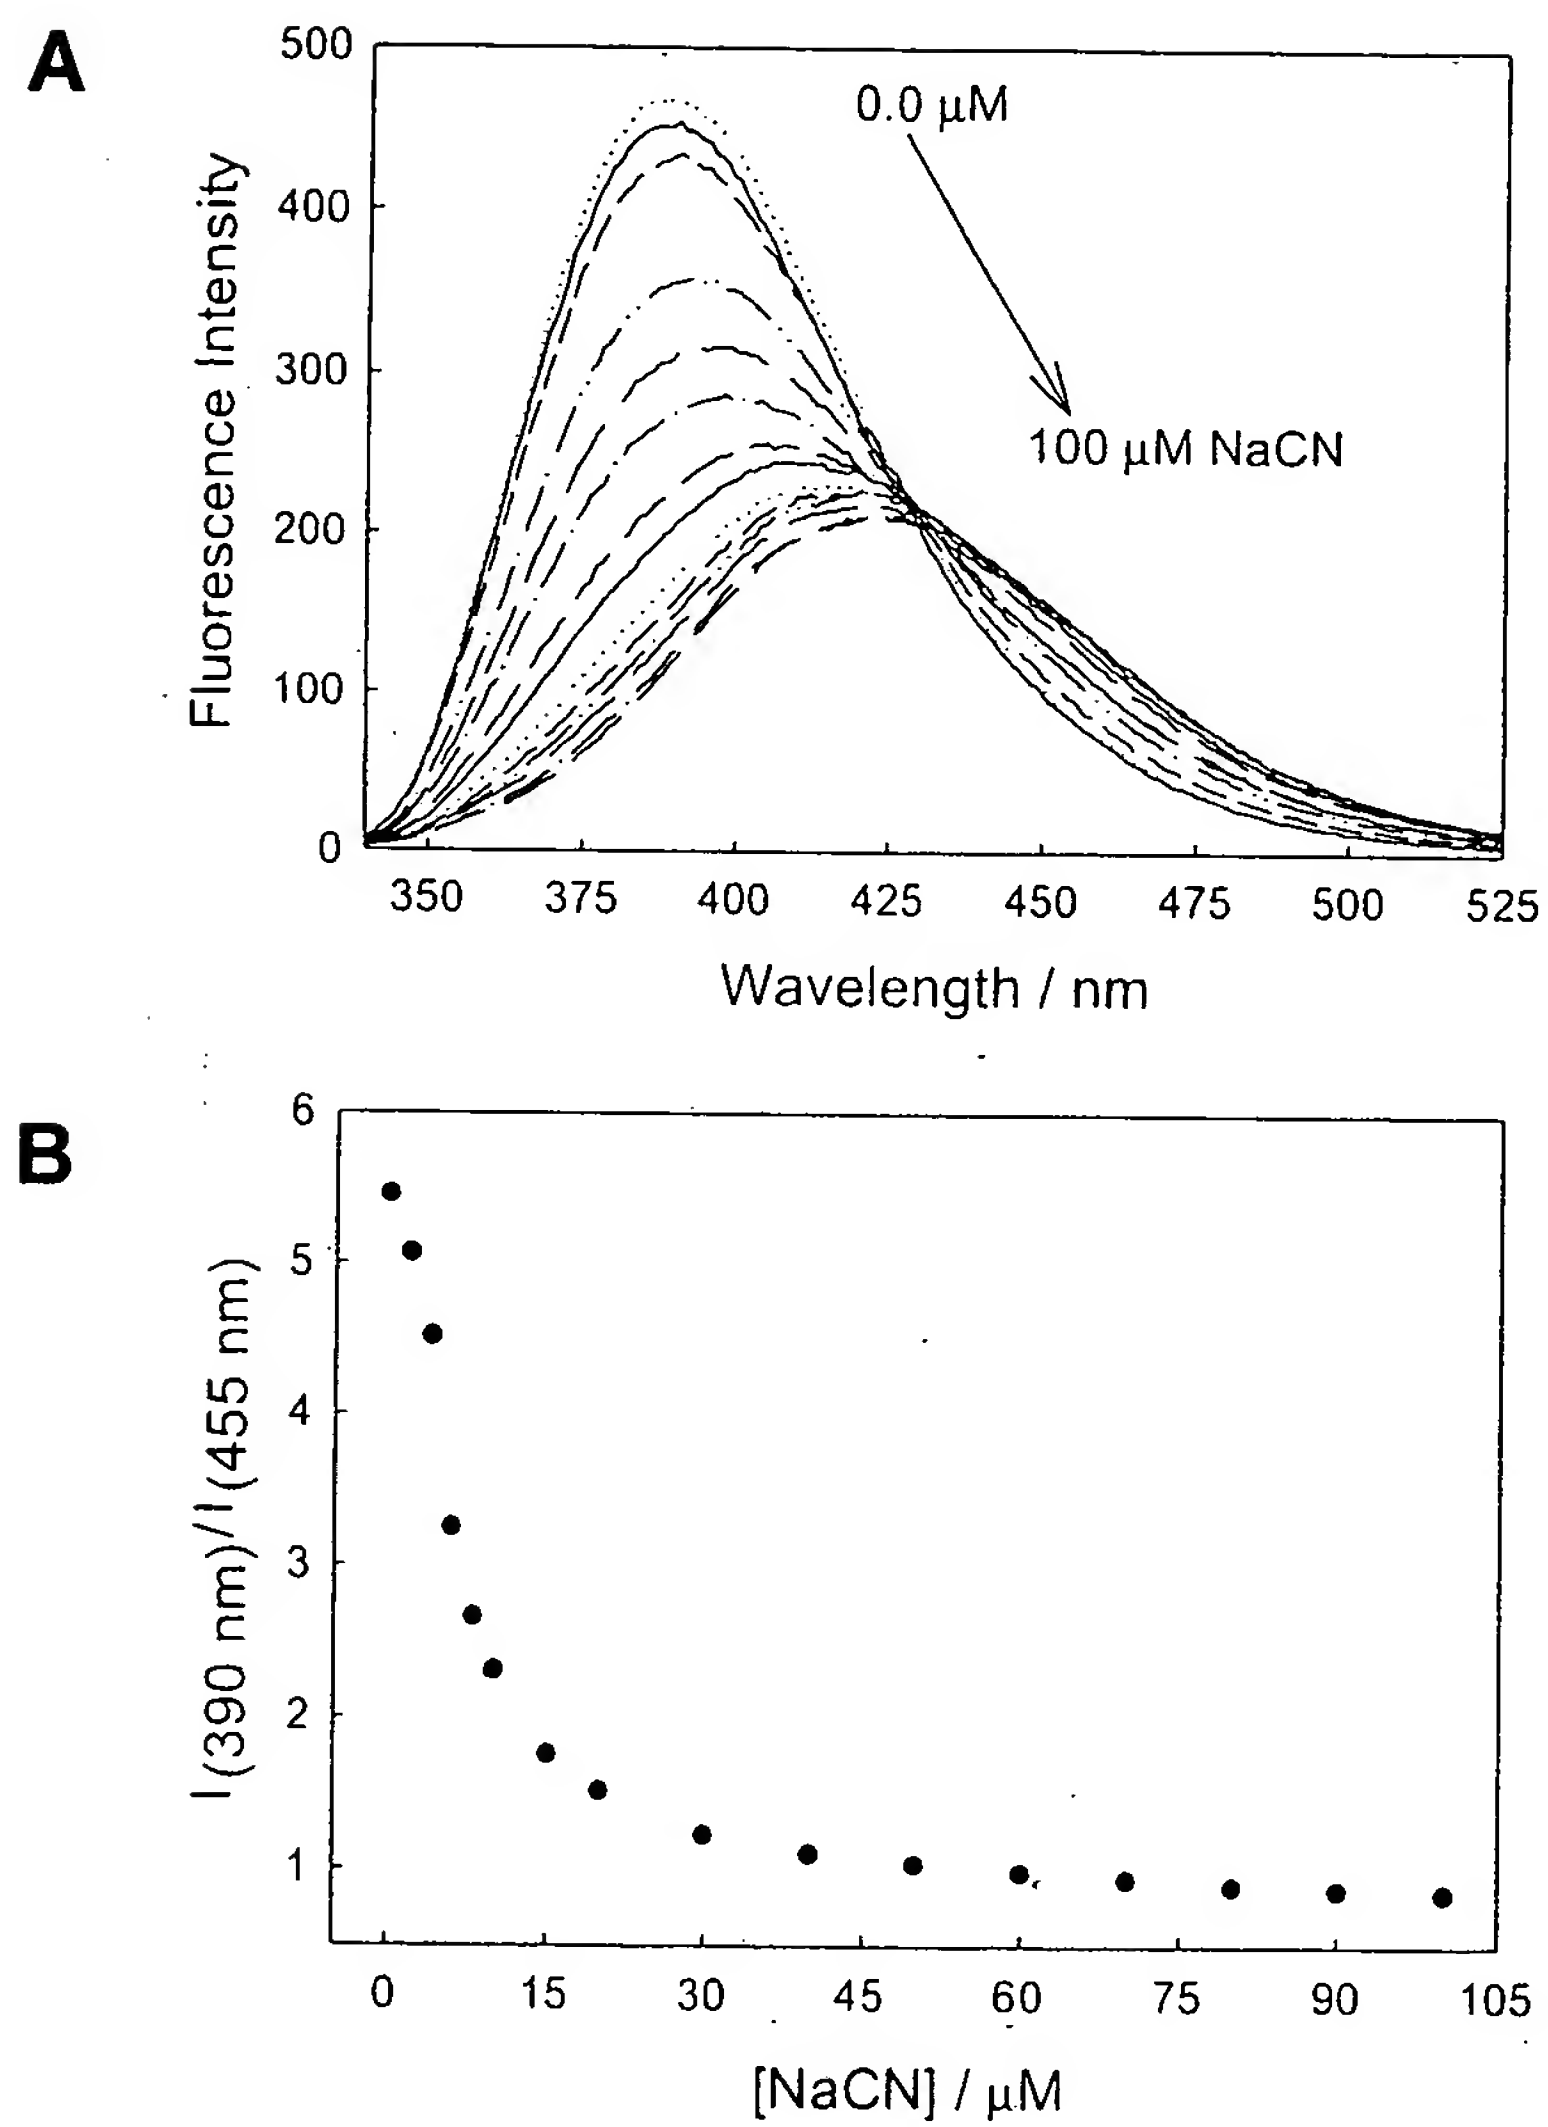 A
500
400
300
200
100
0
Fluorescence Intensity
0.0 μM
100 μM NaCN
350 375 400 425 450 475 500 525
Wavelength / nm
B
6
5
4
3
2
1
I(390 nm)/I(455 nm)
0 15 30 45 60 75 90 105
[NaCN] / μM